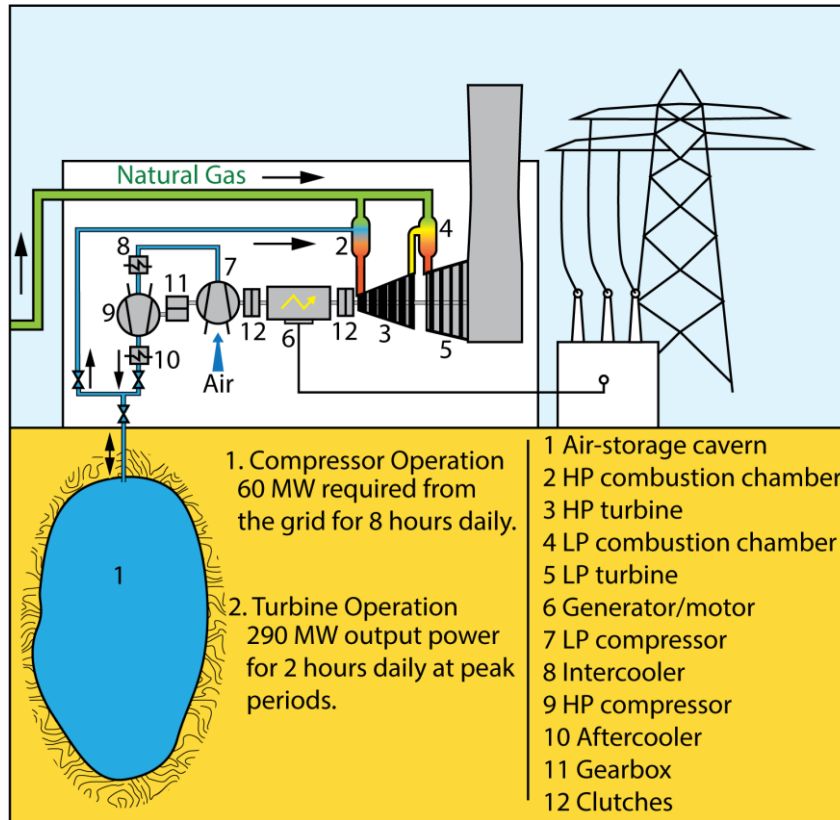 Natural Gas
8
7
2
4
9
11
12
6
12
3
5
10
Air
1
1. Compressor Operation
60 MW required from
the grid for 8 hours daily.
2. Turbine Operation
290 MW output power
for 2 hours daily at peak
periods.
1 Air-storage cavern
2 HP combustion chamber
3 HP turbine
4 LP combustion chamber
5 LP turbine
6 Generator/motor
7 LP compressor
8 Intercooler
9 HP compressor
10 Aftercooler
11 Gearbox
12 Clutches